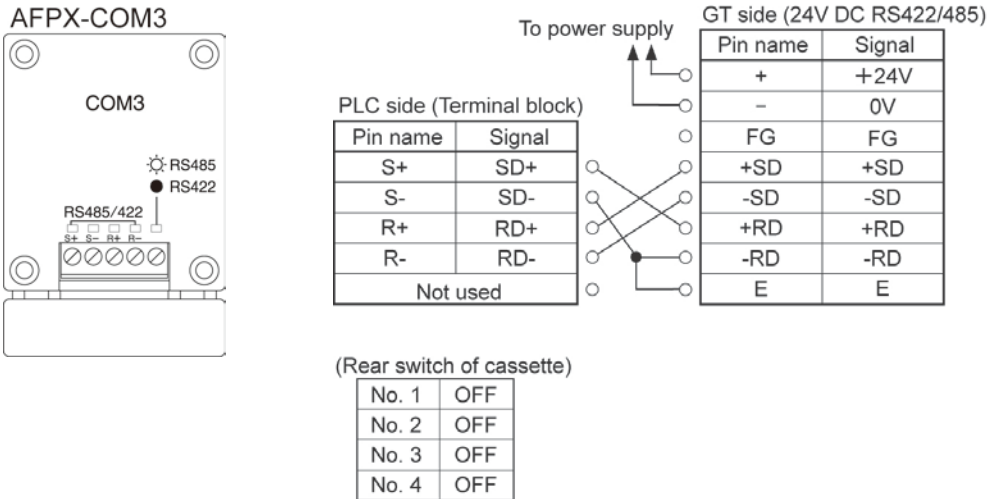 AFPX-COM3
COM3
RS485
RS422
RS485/422
S+ S- R+ R-
To power supply
GT side (24V DC RS422/485)
Pin name Signal
+ +24V
- 0V
FG FG
+SD +SD
-SD -SD
+RD +RD
-RD -RD
E E
PLC side (Terminal block)
Pin name Signal
S+ SD+
S- SD-
R+ RD+
R- RD-
Not used
(Rear switch of cassette)
No. 1 OFF
No. 2 OFF
No. 3 OFF
No. 4 OFF